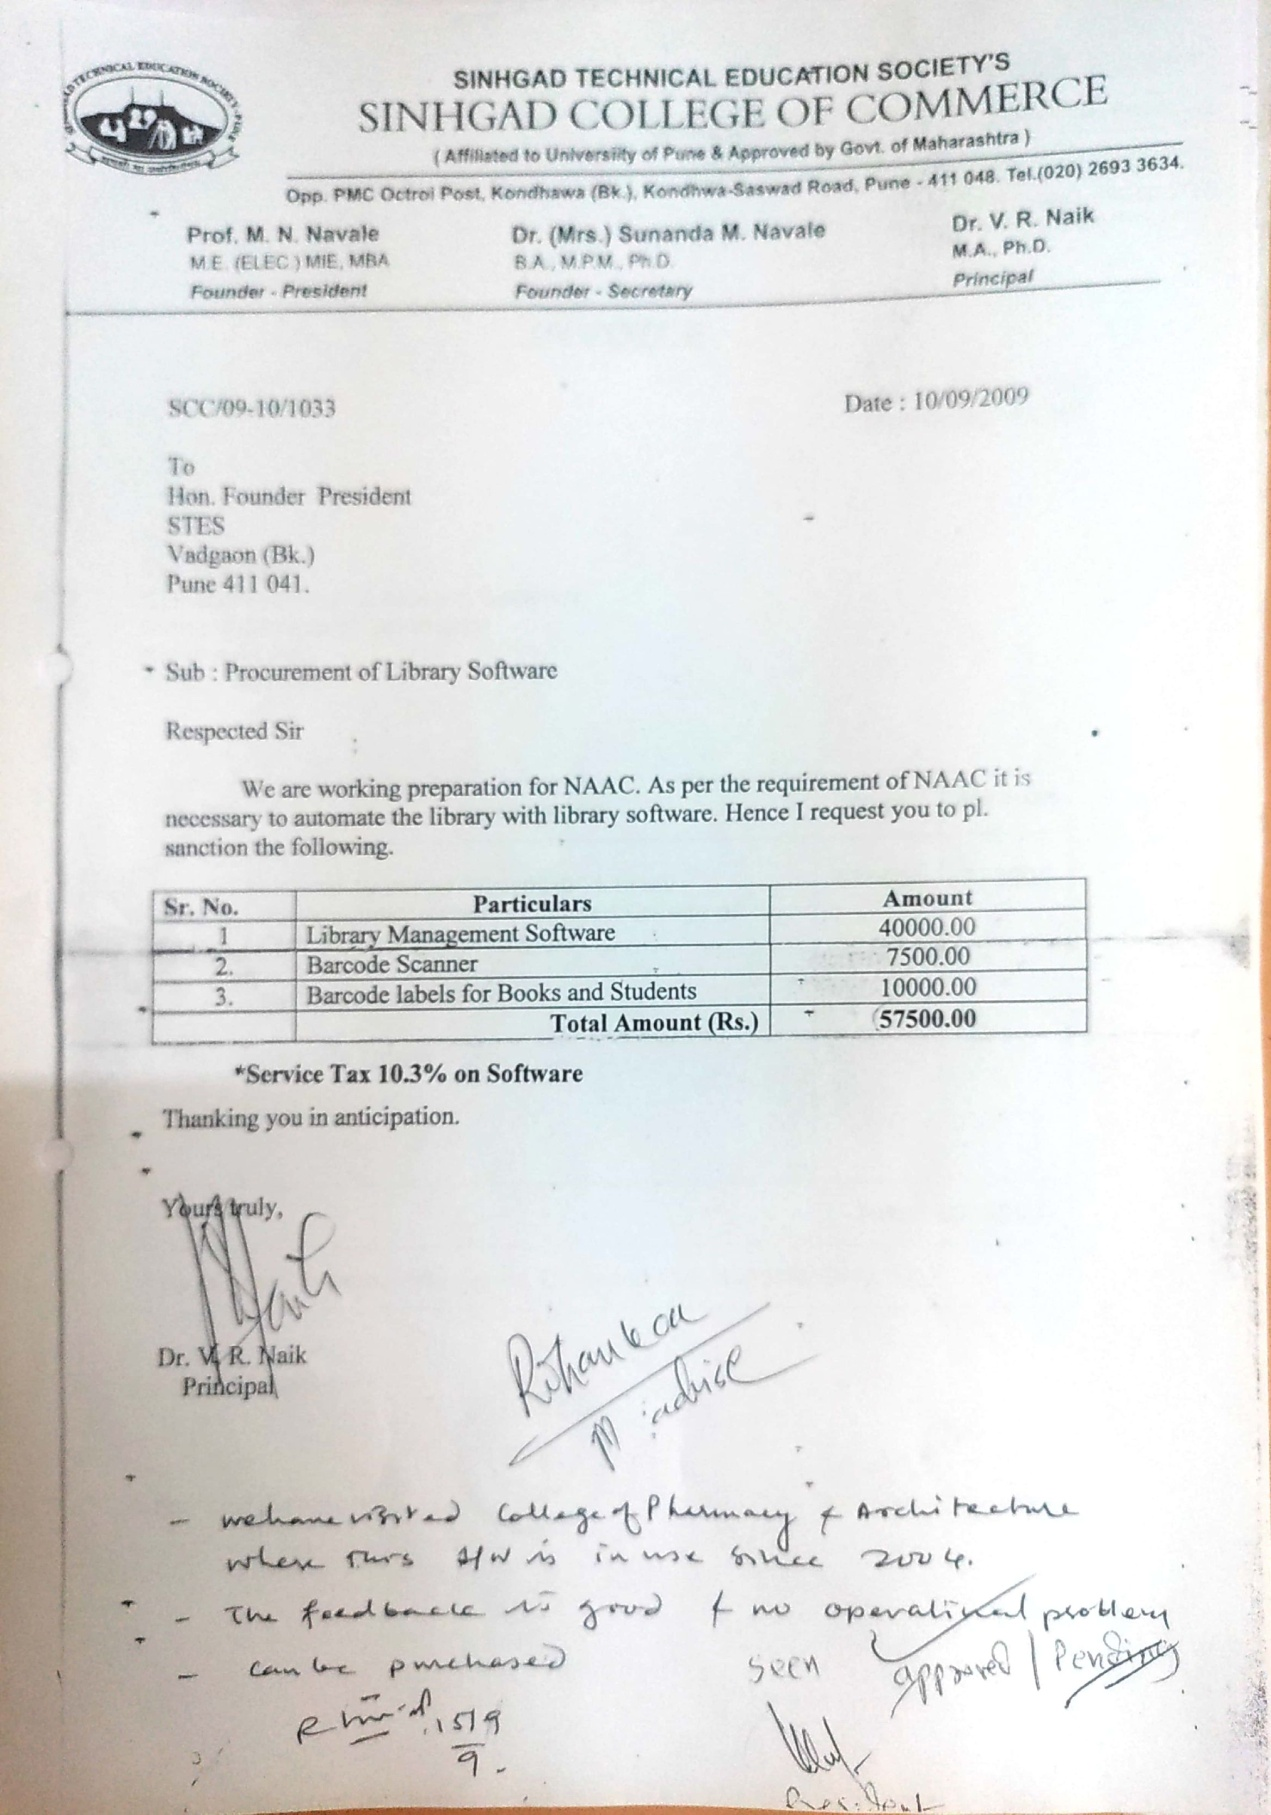 SINHGAD TECHNICAL EDUCATION SOCIETY'S
SINHGAD COLLEGE OF COMMERCE
( Affiliated to Universiity of Pune & Approved by Govt. of Maharashtra )
Opp. PMC Octroi Post, Kondhawa (Bk.), Kondhwa-Saswad Road, Pune - 411 048. Tel.(020) 2693 3634.
Prof. M. N. Navale Dr. (Mrs.) Sunanda M. Navale Dr. V. R. Naik
M.E. (ELEC.) MIE, MBA B.A., M.P.M., Ph.D. M.A., Ph.D.
Founder - President Founder - Secretary Principal
SCC/09-10/1033 Date : 10/09/2009
To
Hon. Founder President
STES
Vadgaon (Bk.)
Pune 411 041.
Sub : Procurement of Library Software
Respected Sir
We are working preparation for NAAC. As per the requirement of NAAC it is
necessary to automate the library with library software. Hence I request you to pl.
sanction the following.
Sr. No. Particulars Amount
1 Library Management Software 40000.00
2. Barcode Scanner 7500.00
3. Barcode labels for Books and Students 10000.00
Total Amount (Rs.) 57500.00
*Service Tax 10.3% on Software
Thanking you in anticipation.
Yours truly,
Dr. V. R. Naik
Principal
advise
- we have visited College of Pharmacy & Architecture
where this S/W is in use since 2004.
- The feedback is good & no operational problem
- can be purchased seen approved / Pending
15/9
9.
President